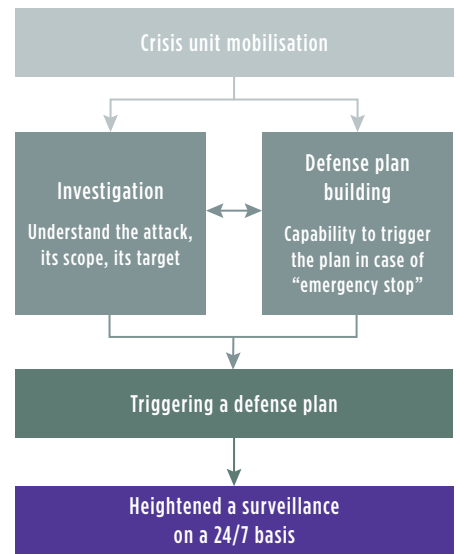 Crisis unit mobilisation
Investigation
Understand the attack,
its scope, its target
Defense plan
building
Capability to trigger
the plan in case of
“emergency stop”
Triggering a defense plan
Heightened a surveillance
on a 24/7 basis